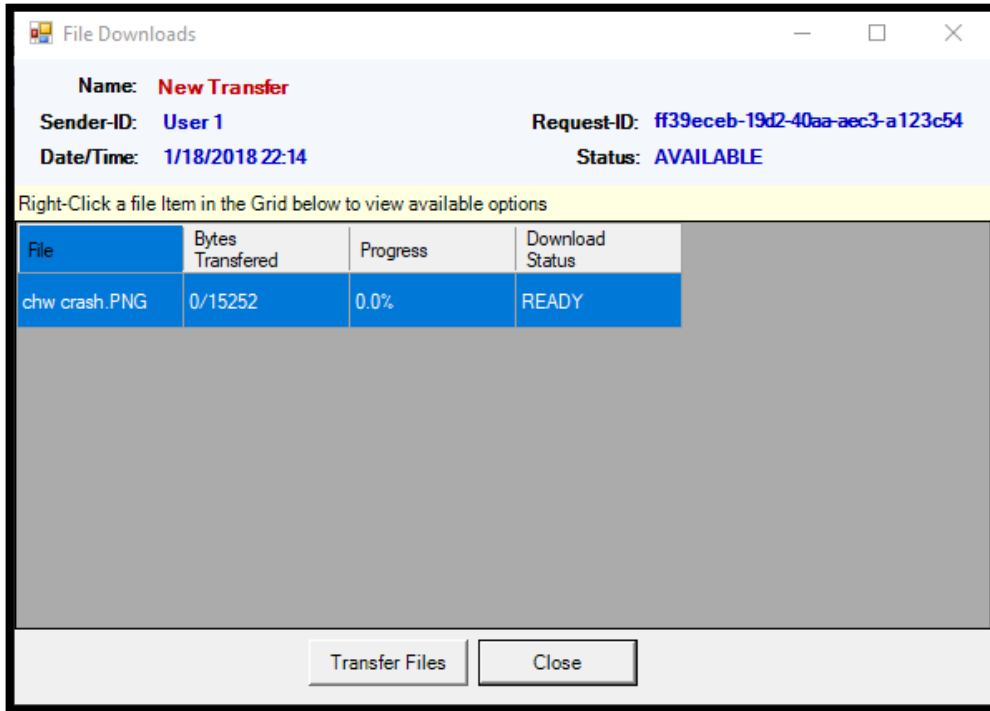 File Downloads
Name: New Transfer
Sender-ID: User 1 Request-ID: ff39eceb-19d2-40aa-aec3-a123c54
Date/Time: 1/18/2018 22:14 Status: AVAILABLE
Right-Click a file Item in the Grid below to view available options
File Bytes Transfered Progress Download Status
chw crash.PNG 0/15252 0.0% READY
Transfer Files Close